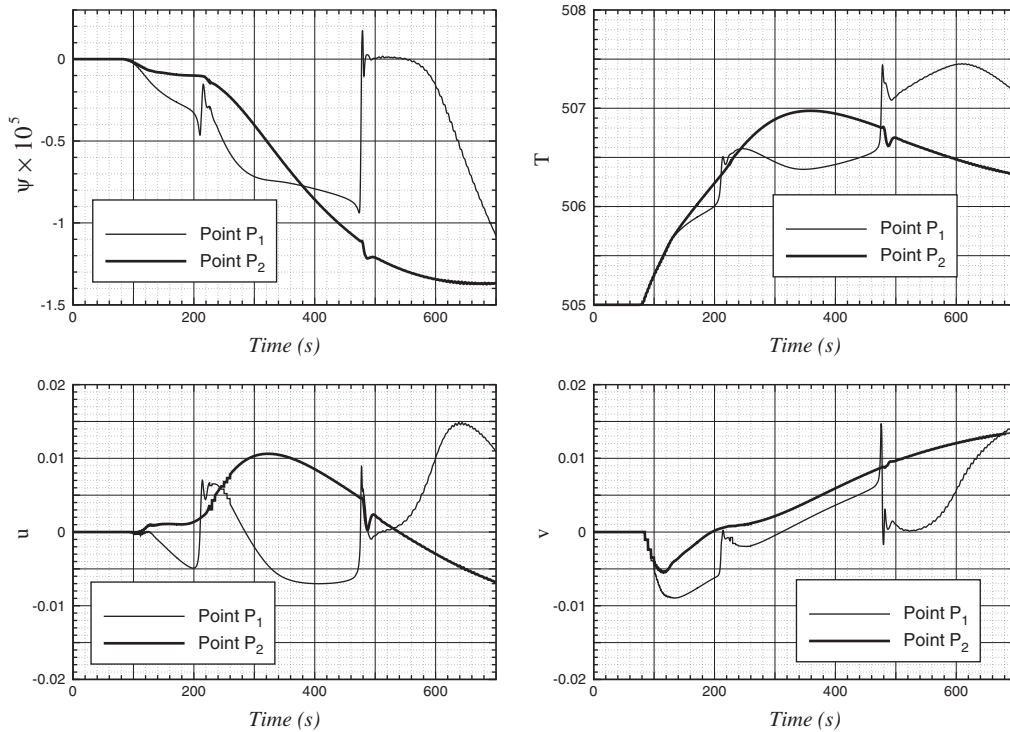 0
-0.5
-1
-1.5
ψ × 10⁵
Point P₁
Point P₂
0 200 400 600
Time (s)
508
507
506
505
T
Point P₁
Point P₂
0 200 400 600
Time (s)
0.02
0.01
0
-0.01
-0.02
u
Point P₁
Point P₂
0 200 400 600
Time (s)
0.02
0.01
0
-0.01
-0.02
v
Point P₁
Point P₂
0 200 400 600
Time (s)